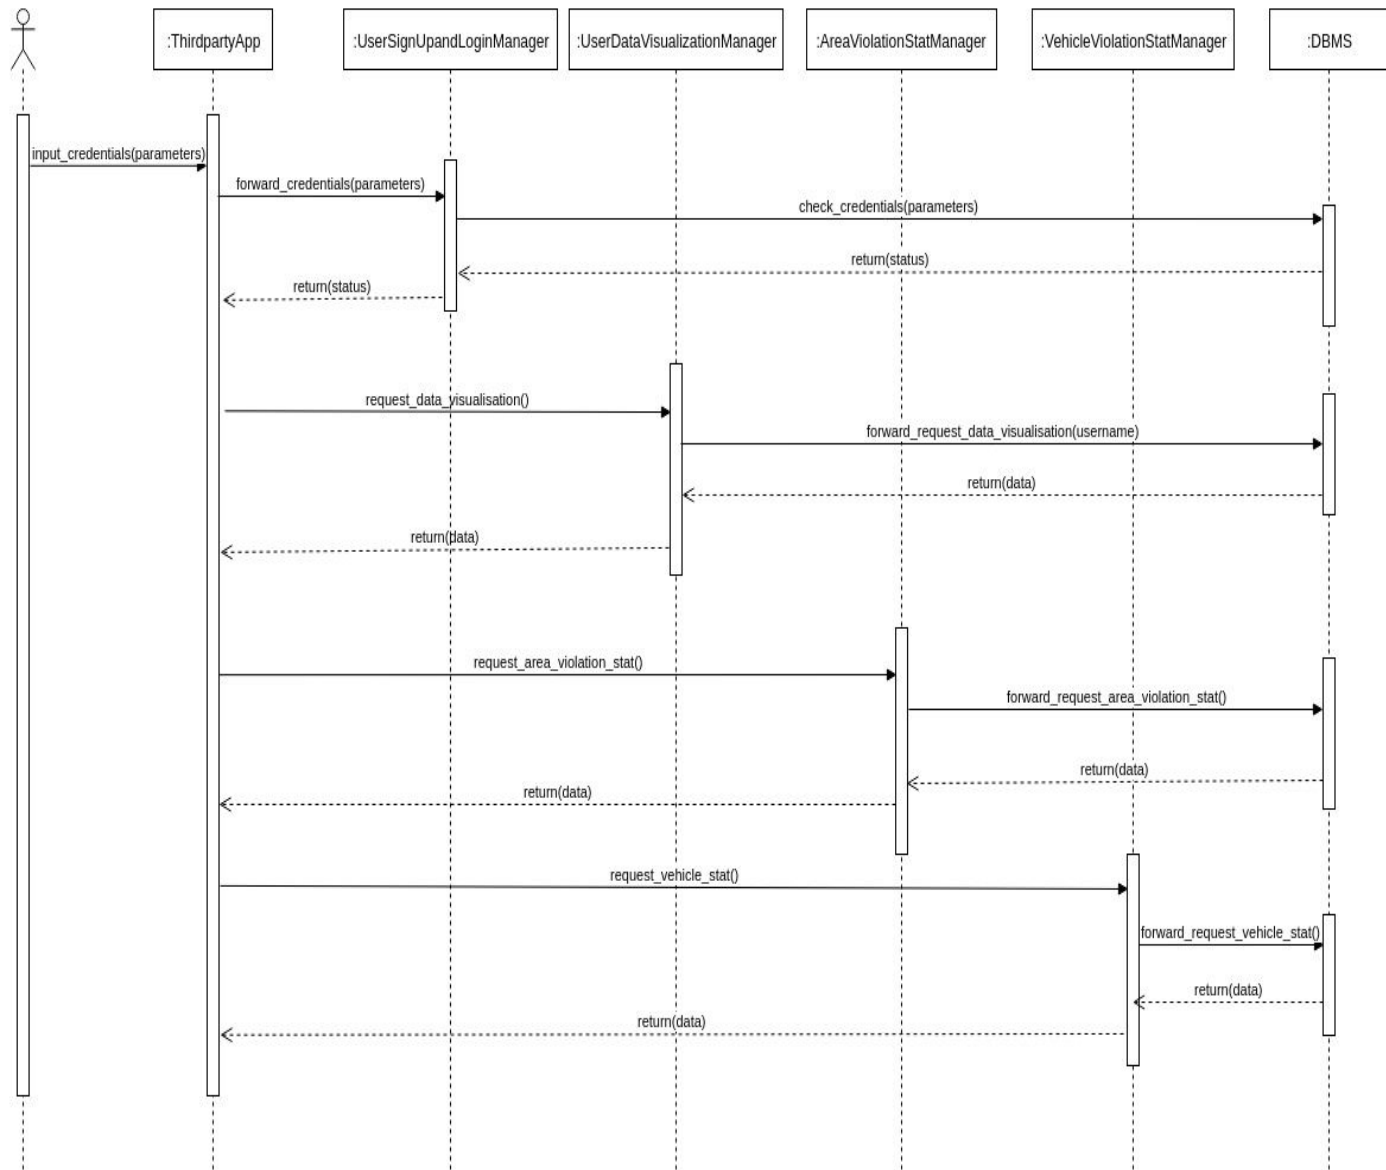 :ThirdpartyApp
:UserSignUpandLoginManager
:UserDataVisualizationManager
:AreaViolationStatManager
:VehicleViolationStatManager
:DBMS
input_credentials(parameters)
forward_credentials(parameters)
check_credentials(parameters)
return(status)
return(status)
request_data_visualisation()
forward_request_data_visualisation(username)
return(data)
return(data)
request_area_violation_stat()
forward_request_area_violation_stat()
return(data)
return(data)
request_vehicle_stat()
forward_request_vehicle_stat()
return(data)
return(data)